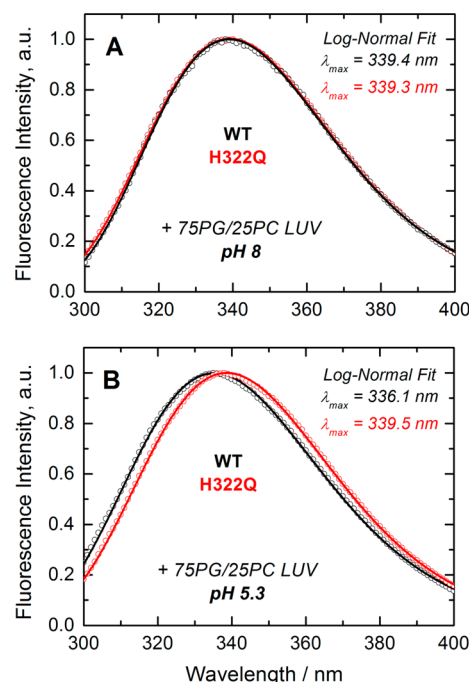 A
Log-Normal Fit
λmax = 339.4 nm
λmax = 339.3 nm
WT
H322Q
+ 75PG/25PC LUV
pH 8
Fluorescence Intensity, a.u.
1.0
0.8
0.6
0.4
0.2
0.0
300 320 340 360 380 400
B
Log-Normal Fit
λmax = 336.1 nm
λmax = 339.5 nm
WT
H322Q
+ 75PG/25PC LUV
pH 5.3
Fluorescence Intensity, a.u.
1.0
0.8
0.6
0.4
0.2
0.0
300 320 340 360 380 400
Wavelength / nm